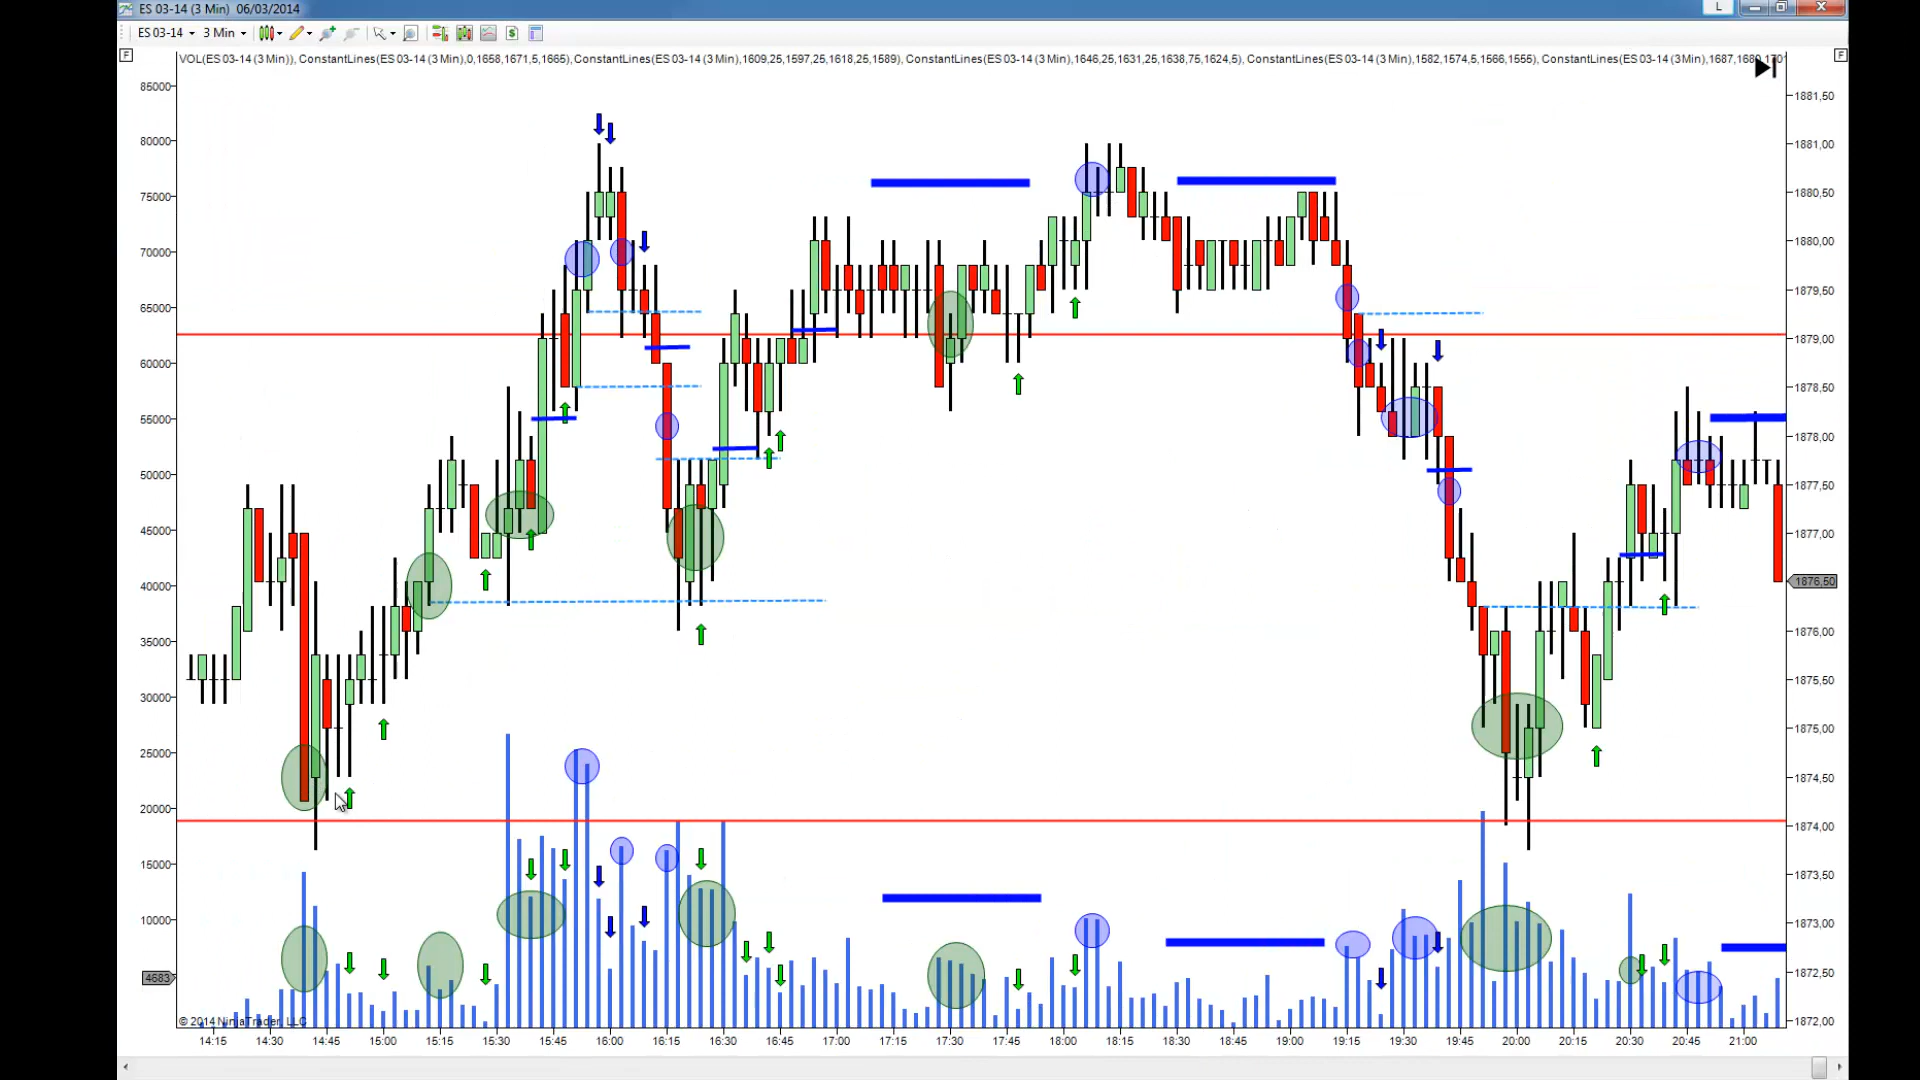 ES 03-14 (3 Min)  06/03/2014
L
ES 03-14 3 Min
F F
VOL(ES 03-14 (3 Min)), ConstantLines(ES 03-14 (3 Min),0,1658,1671,5,1665), ConstantLines(ES 03-14 (3 Min),1609,25,1597,25,1618,25,1589), ConstantLines(ES 03-14 (3 Min),1646,25,1631,25,1638,75,1624,5), ConstantLines(ES 03-14 (3 Min),1582,1574,5,1566,1555), ConstantLines(ES 03-14 (3 Min),1687,1680,1701
85000 1881,50
80000 1881,00
75000 1880,50
70000 1880,00
65000 1879,50
60000 1879,00
55000 1878,50
50000 1878,00
45000 1877,50
40000 1877,00
1876,50
35000 1876,00
30000 1875,50
25000 1875,00
20000 1874,50
15000 1874,00
10000 1873,50
1873,00
4683 1872,50
1872,00
© 2014 NinjaTrader, LLC
14:15 14:30 14:45 15:00 15:15 15:30 15:45 16:00 16:15 16:30 16:45 17:00 17:15 17:30 17:45 18:00 18:15 18:30 18:45 19:00 19:15 19:30 19:45 20:00 20:15 20:30 20:45 21:00